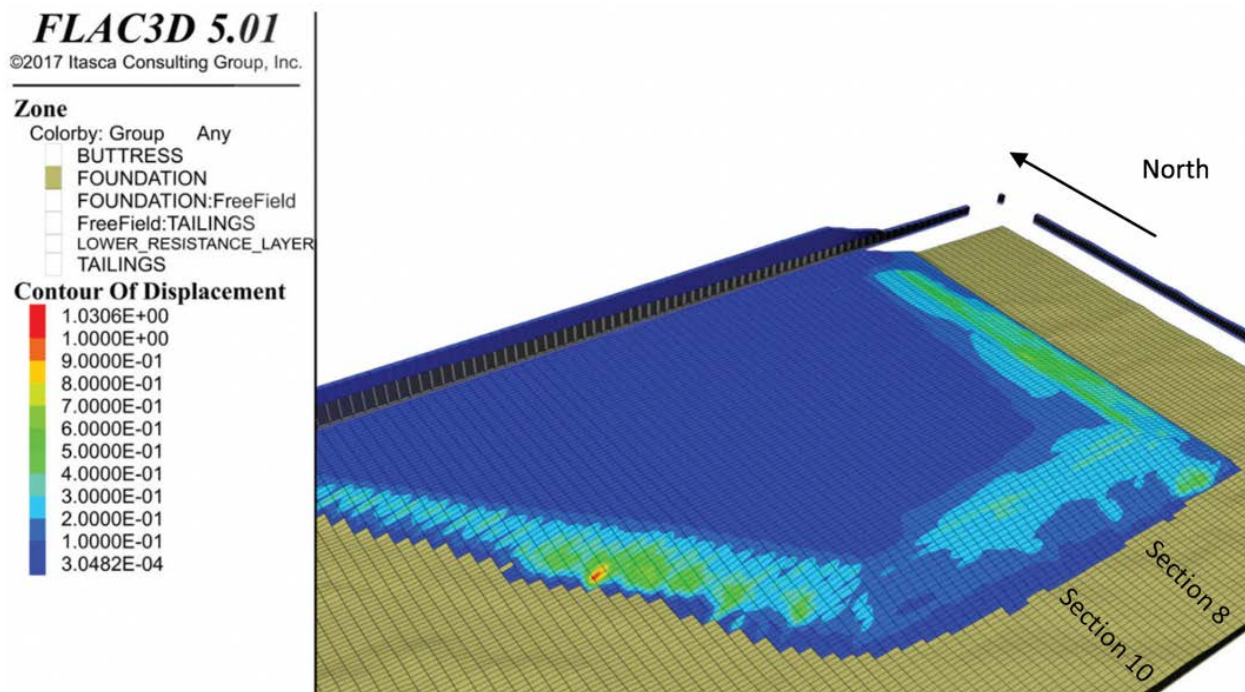 FLAC3D 5.01
©2017 Itasca Consulting Group, Inc.
Zone
Colorby: Group Any
BUTTRESS
FOUNDATION
FOUNDATION:FreeField
FreeField:TAILINGS
LOWER_RESISTANCE_LAYER
TAILINGS
Contour Of Displacement
1.0306E+00
1.0000E+00
9.0000E-01
8.0000E-01
7.0000E-01
6.0000E-01
5.0000E-01
4.0000E-01
3.0000E-01
2.0000E-01
1.0000E-01
3.0482E-04
North
Section 8
Section 10